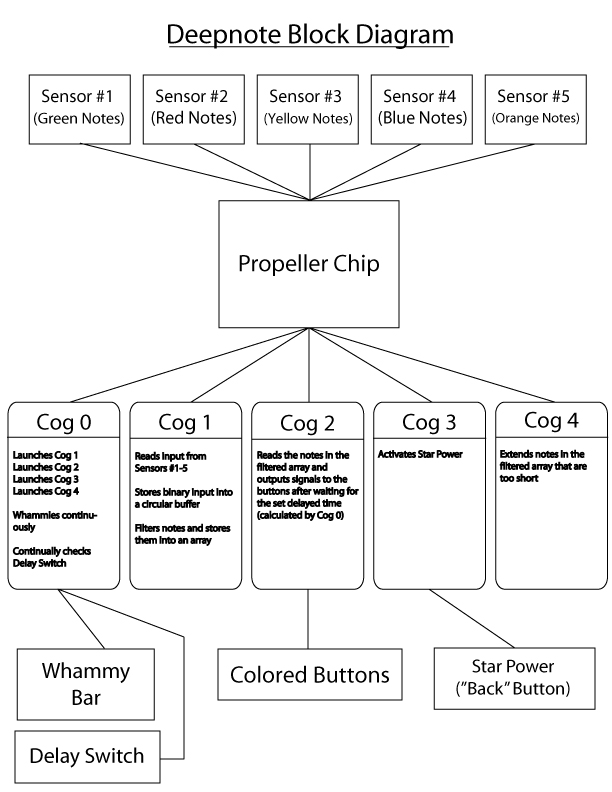 Deepnote Block Diagram
Sensor #1
(Green Notes)
Sensor #2
(Red Notes)
Sensor #3
(Yellow Notes)
Sensor #4
(Blue Notes)
Sensor #5
(Orange Notes)
Propeller Chip
Cog 0
Launches Cog 1
Launches Cog 2
Launches Cog 3
Launches Cog 4
Whammies continu-
ously
Continually checks
Delay Switch
Cog 1
Reads input from
Sensors #1-5
Stores binary input into
a circular buffer
Filters notes and stores
them into an array
Cog 2
Reads the notes in the
filtered array and
outputs signals to the
buttons after waiting for
the set delayed time
(calculated by Cog 0)
Cog 3
Activates Star Power
Cog 4
Extends notes in the
filtered array that are
too short
Whammy
Bar
Delay Switch
Colored Buttons
Star Power
("Back" Button)